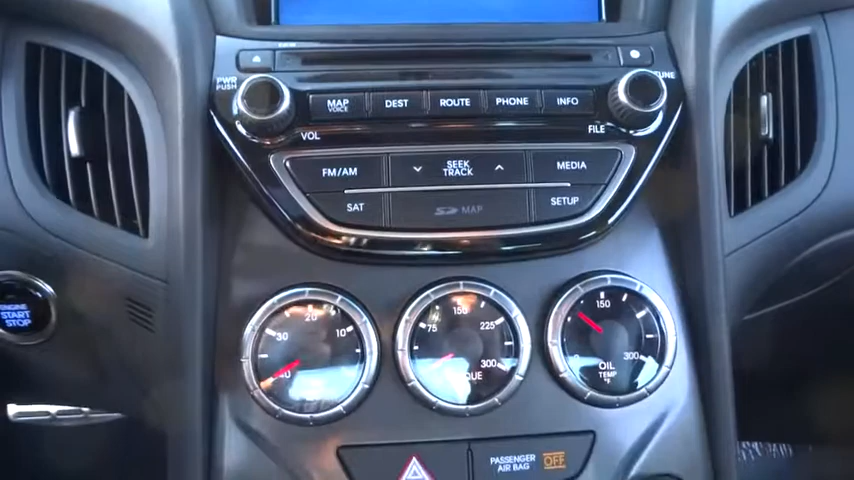 PWR
PUSH
TUNE
MAP
VOICE
DEST
ROUTE
PHONE
INFO
VOL
FILE
FM/AM
SEEK
TRACK
MEDIA
SAT
MAP
SETUP
ENGINE
START
STOP
30
20
10
40
75
150
225
300
150
300
OIL
TEMP
°F
PASSENGER
AIR BAG
OFF